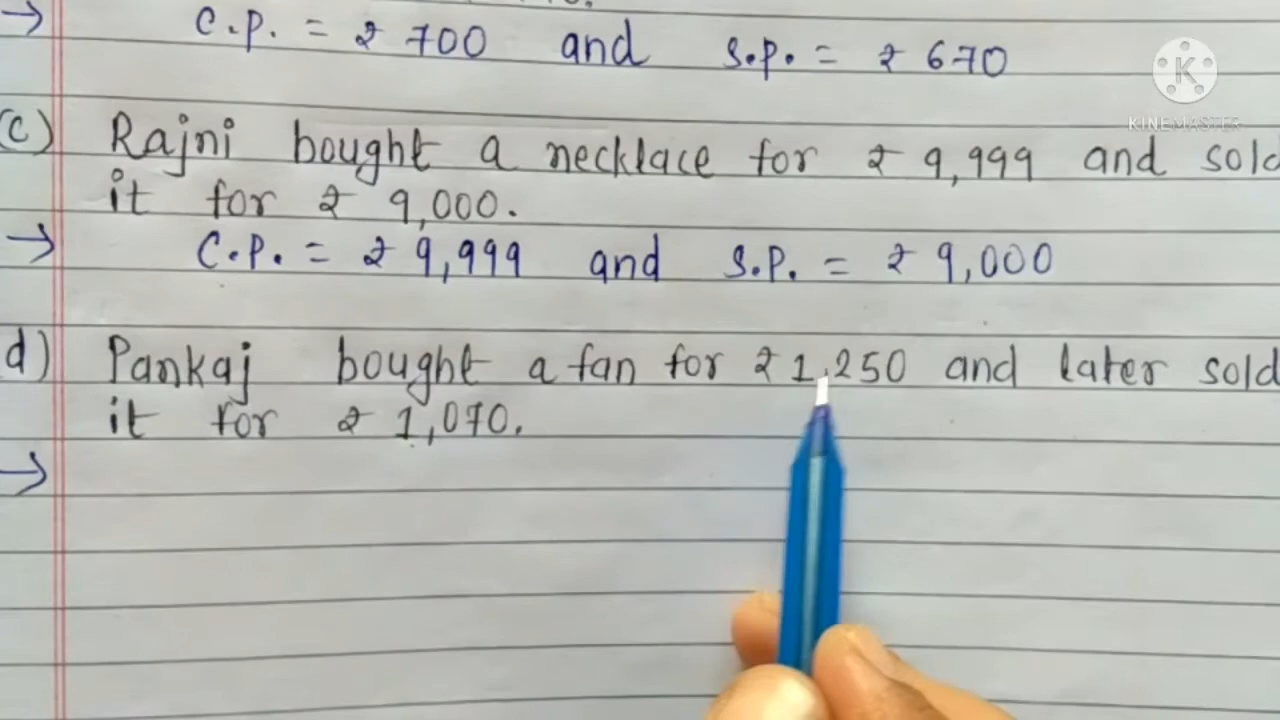 → C.P. = ₹ 700 and S.P. = ₹ 670
K
KINEMASTER
(c) Rajni bought a necklace for ₹ 9,999 and sold
it for ₹ 9,000.
→ C.P. = ₹ 9,999 and S.P. = ₹ 9,000
d) Pankaj bought a fan for ₹ 1,250 and later sold
it for ₹ 1,070.
→